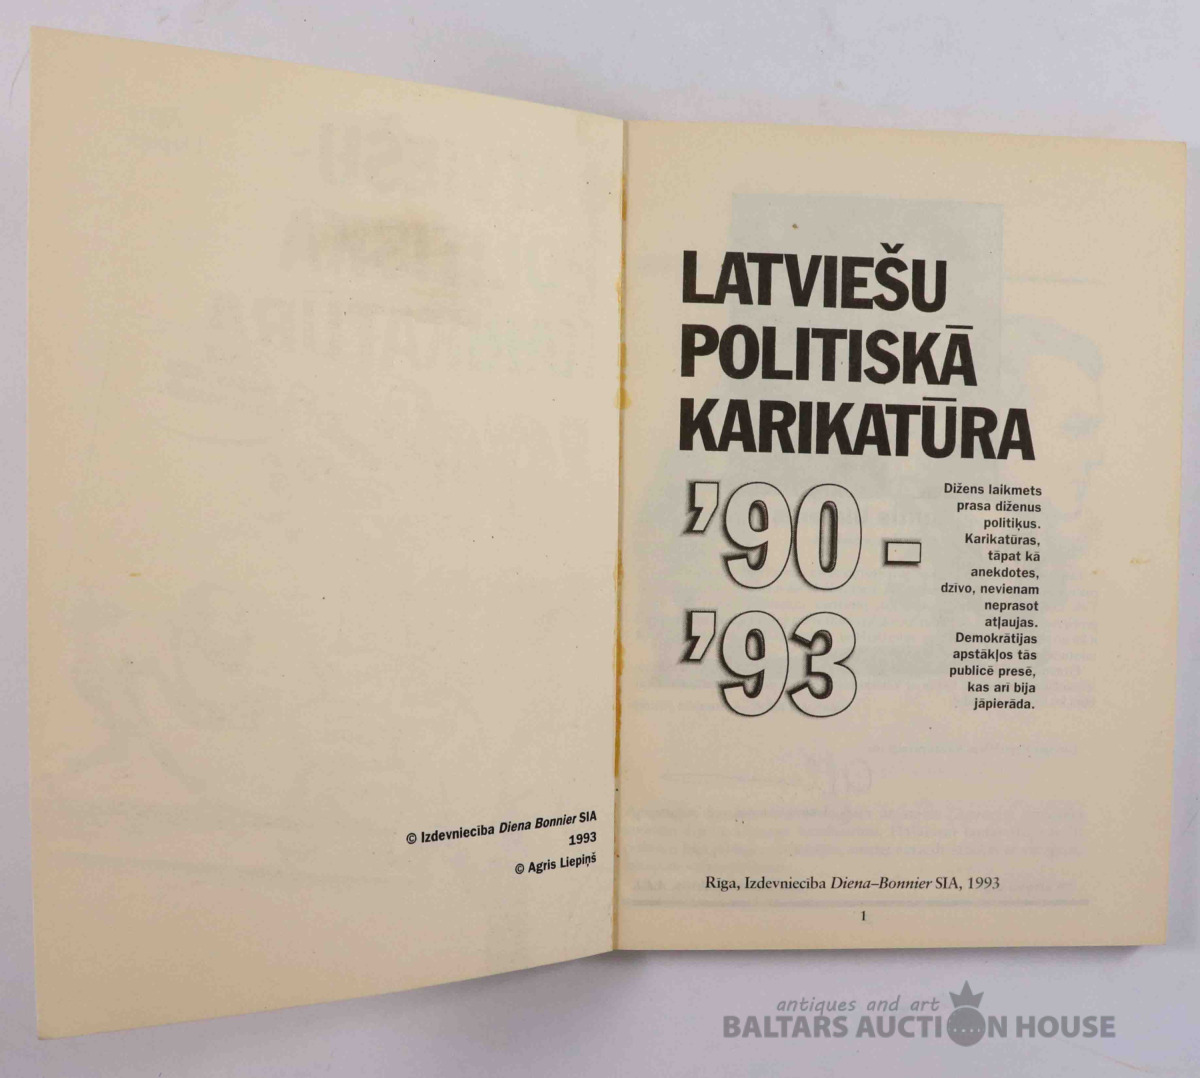 © Izdevniecība Diena Bonnier SIA
1993
© Agris Liepiņš
LATVIEŠU
POLITISKĀ
KARIKATŪRA
’90-
’93
Dižens laikmets
prasa diženus
politiķus.
Karikatūras,
tāpat kā
anekdotes,
dzīvo, nevienam
neprasot
atļaujas.
Demokrātijas
apstākļos tās
publicē presē,
kas arī bija
jāpierāda.
Rīga, Izdevniecība Diena–Bonnier SIA, 1993
1
antiques and art
BALTARS AUCTION HOUSE